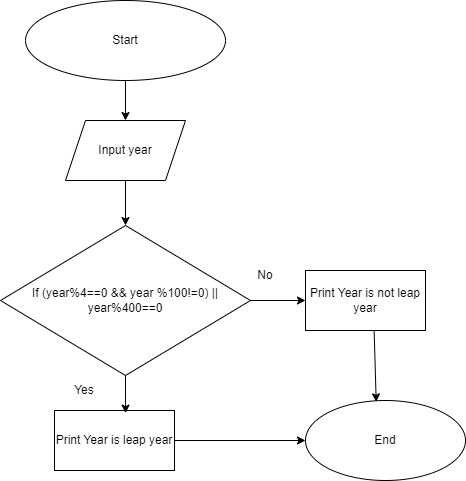 Start
Input year
If (year%4==0 && year %100!=0) ||
year%400==0
No
Print Year is not leap
year
Yes
Print Year is leap year
End